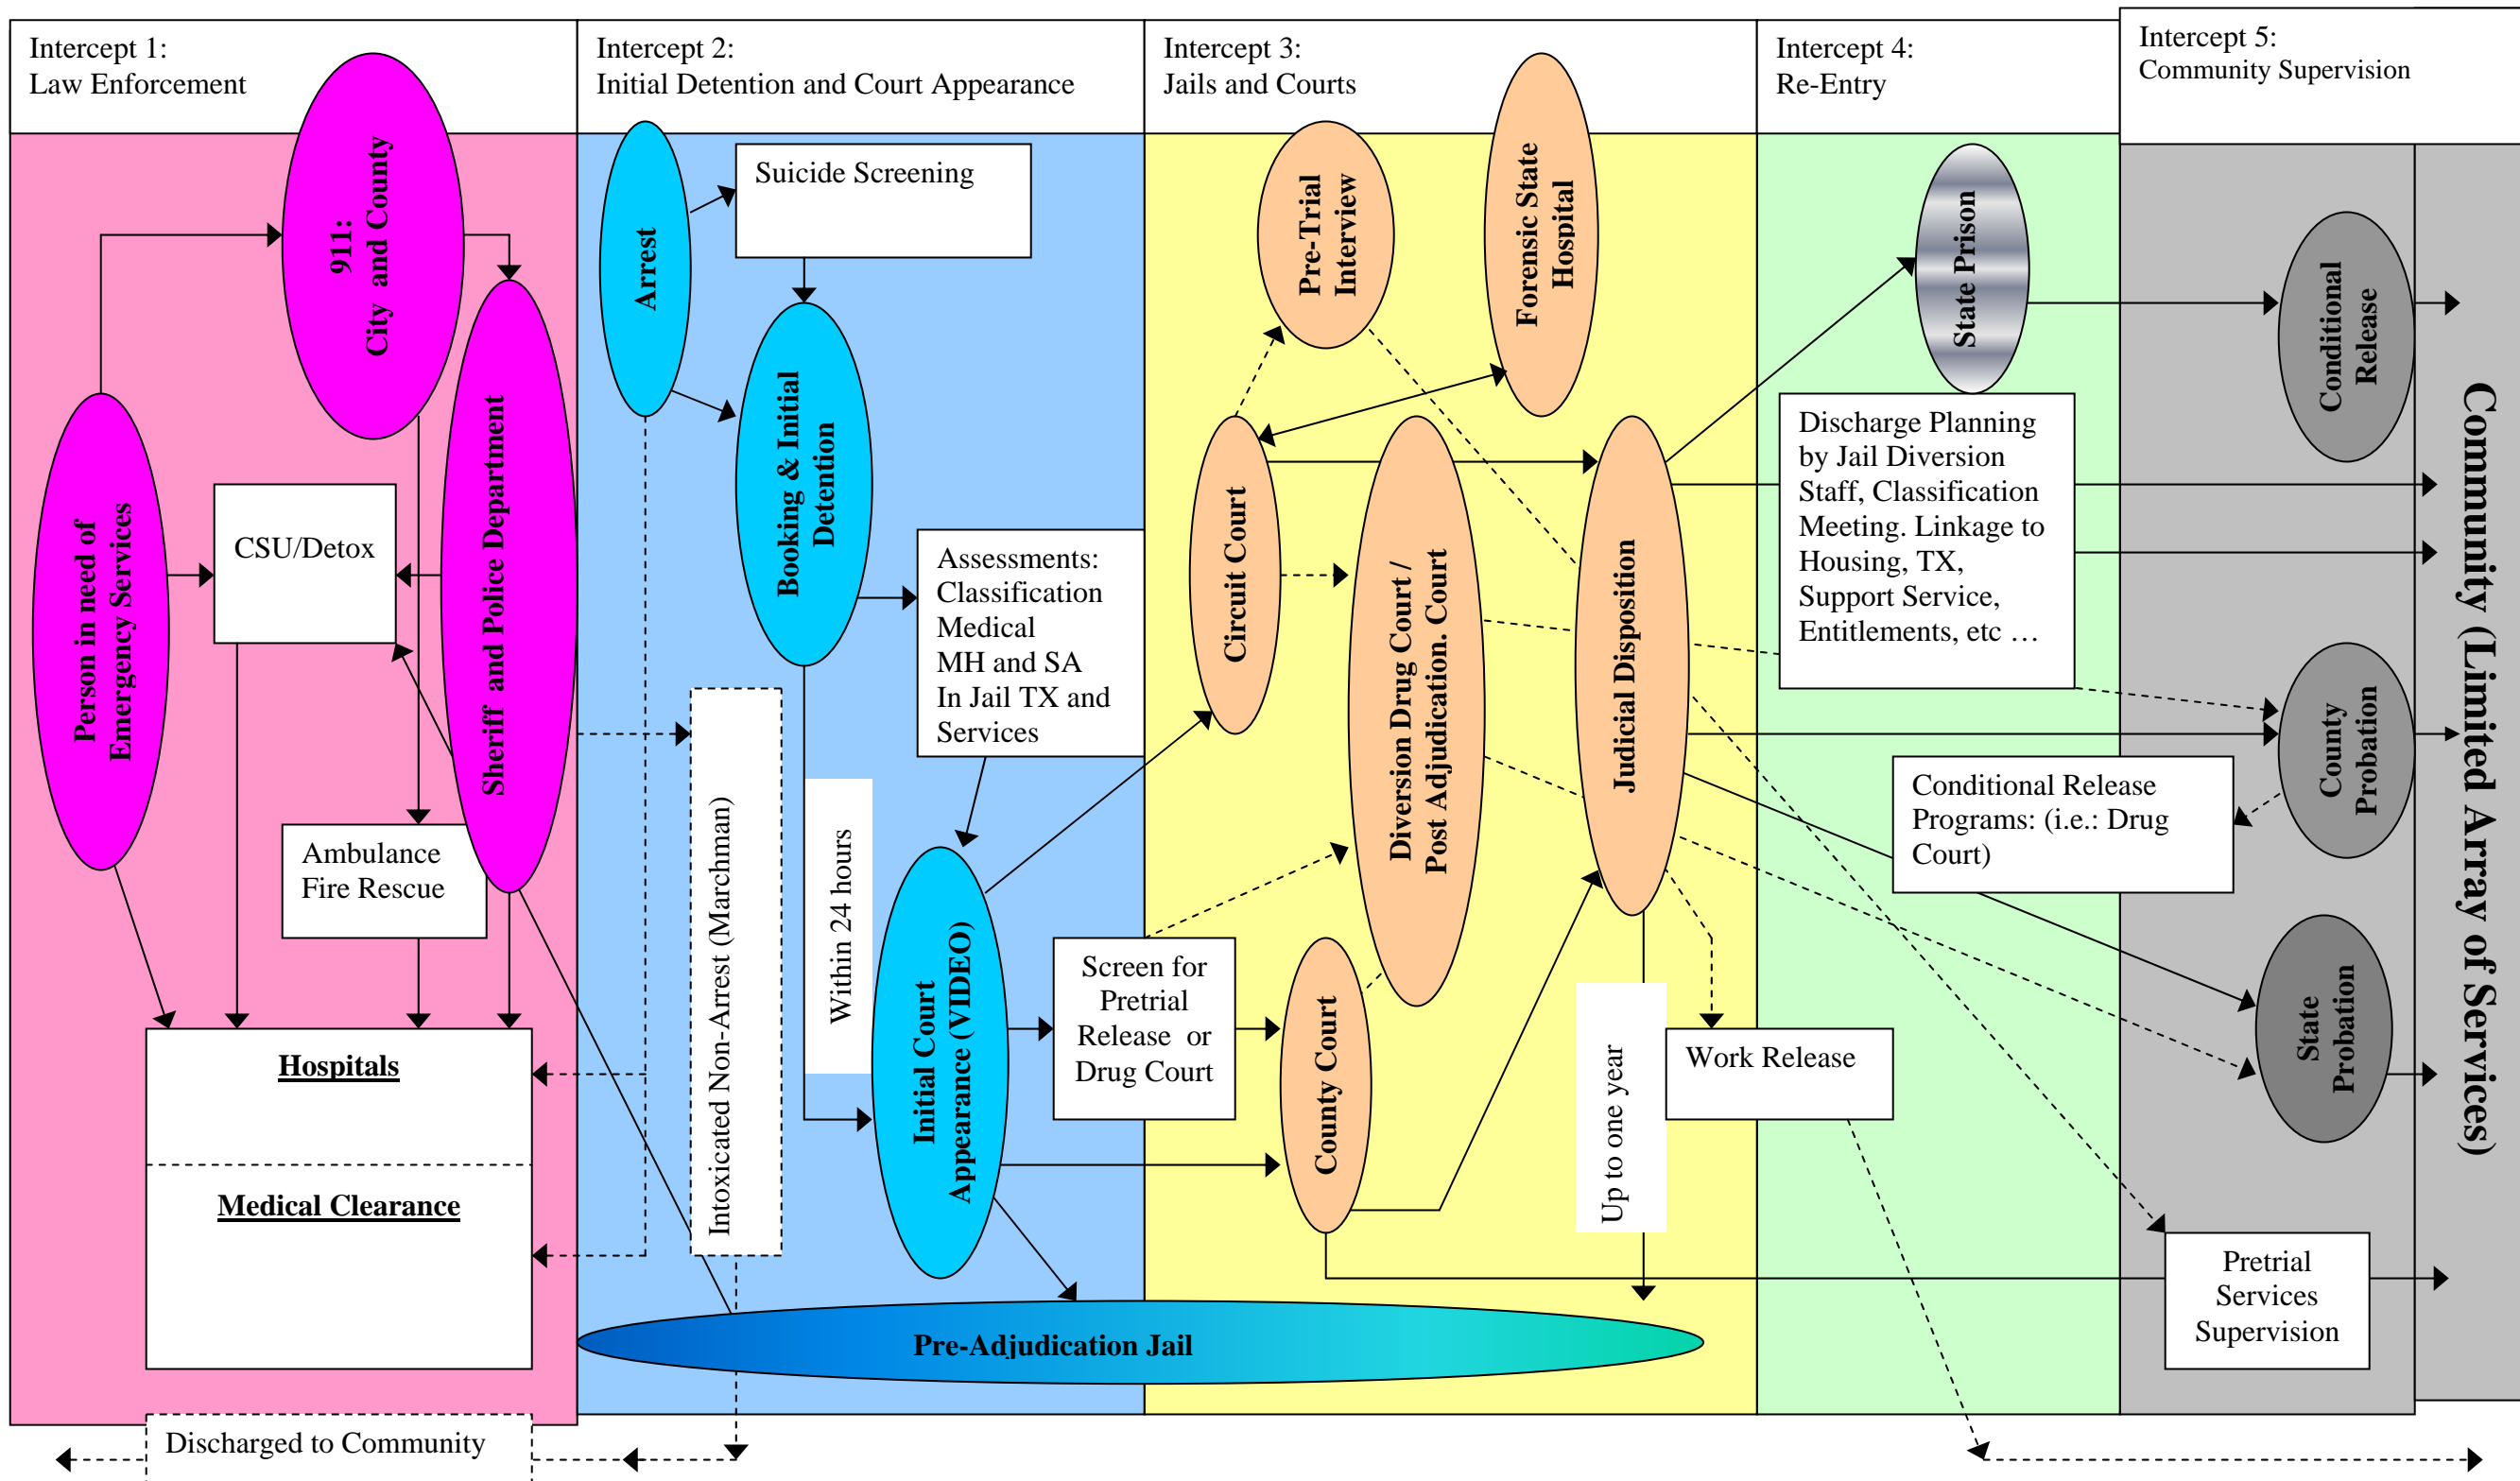 Intercept 1:
Law Enforcement
Intercept 2:
Initial Detention and Court Appearance
Intercept 3:
Jails and Courts
Intercept 4:
Re-Entry
Intercept 5:
Community Supervision
911:
City and County
Person in need of
Emergency Services
CSU/Detox
Sheriff and Police Department
Ambulance
Fire Rescue
Hospitals
Medical Clearance
Discharged to Community
Arrest
Suicide Screening
Booking & Initial
Detention
Assessments:
Classification
Medical
MH and SA
In Jail TX and
Services
Intoxicated Non-Arrest (Marchman)
Within 24 hours
Initial Court
Appearance (VIDEO)
Screen for
Pretrial
Release or
Drug Court
Pre-Adjudication Jail
Pre-Trial
Interview
Forensic State
Hospital
Circuit Court
Diversion Drug Court /
Post Adjudication. Court
County Court
Judicial Disposition
Up to one year
Work Release
State Prison
Discharge Planning
by Jail Diversion
Staff, Classification
Meeting. Linkage to
Housing, TX,
Support Service,
Entitlements, etc …
Conditional Release
Programs: (i.e.: Drug
Court)
Conditional
Release
County
Probation
State
Probation
Pretrial
Services
Supervision
Community (Limited Array of Services)